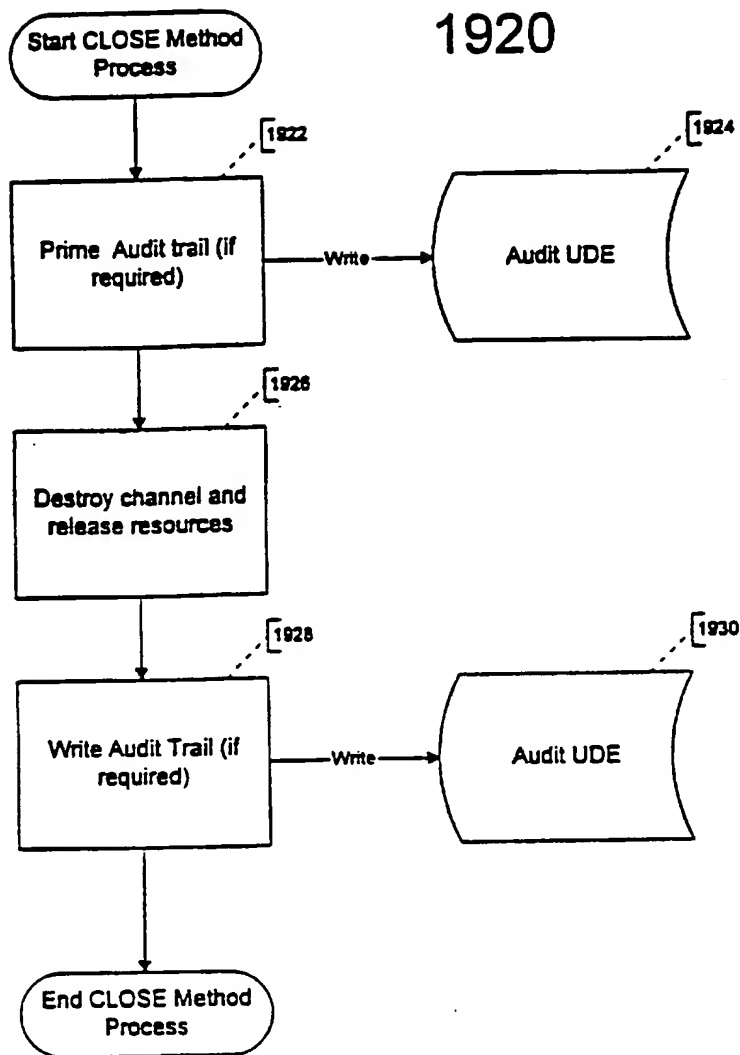 1920
Start CLOSE Method
Process
1922
1924
Prime Audit trail (if
required)
Write
Audit UDE
1926
Destroy channel and
release resources
1928
1930
Write Audit Trail (if
required)
Write
Audit UDE
End CLOSE Method
Process